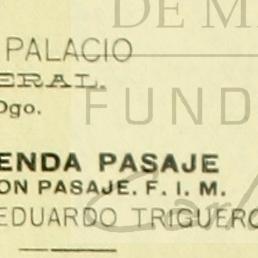 DE M
PALACIO
ERAL.
FUND
Dgo.
ENDA PASAJE
ON PASAJE. F. I. M.
EDUARDO TRIGUERO